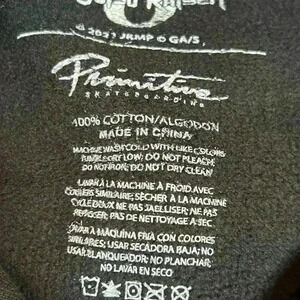 © 2021 JRMP © GA/S,
Primitive
SKATEBOARDING
100% COTTON/ALGODON
MADE IN CHINA
MACHINE WASH COLD WITH LIKE COLORS
TUMBLE DRY LOW; DO NOT BLEACH
DO NOT IRON; DO NOT DRY CLEAN
LAVAR À LA MACHINE À FROID AVEC
COULEURS SIMILAIRES; SÉCHER À LA MACHINE
CYCLE DOUX NE PAS JAELLISER; NE PAS
REPASSER; PAS DE NETTOYAGE A SEC
LAVAR A MÁQUINA FRIA CON COLORES
SIMILARES; USAR SECADORA BAJA; NO
USAR BLANQUEADOR; NO PLANCHAR;
NO LAVAR EN SECO